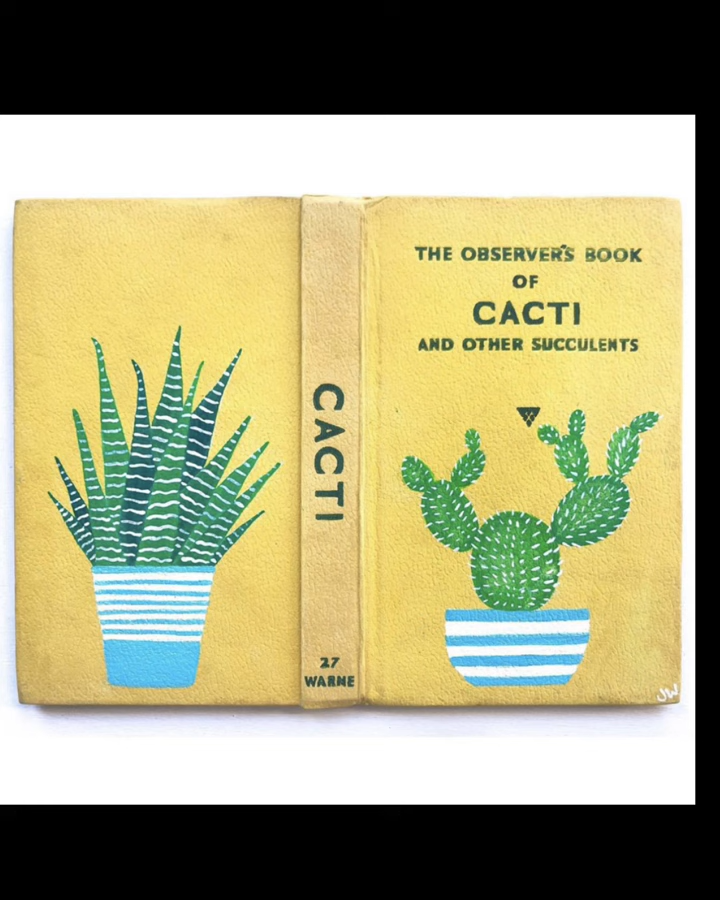 THE OBSERVER'S BOOK
OF
CACTI
AND OTHER SUCCULENTS
CACTI
27
WARNE
JW